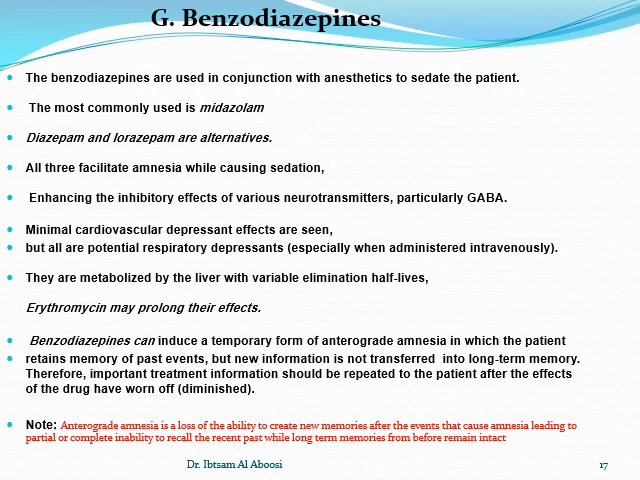 G. Benzodiazepines
The benzodiazepines are used in conjunction with anesthetics to sedate the patient.
The most commonly used is midazolam
Diazepam and lorazepam are alternatives.
All three facilitate amnesia while causing sedation,
Enhancing the inhibitory effects of various neurotransmitters, particularly GABA.
Minimal cardiovascular depressant effects are seen,
but all are potential respiratory depressants (especially when administered intravenously).
They are metabolized by the liver with variable elimination half-lives,
Erythromycin may prolong their effects.
Benzodiazepines can induce a temporary form of anterograde amnesia in which the patient
retains memory of past events, but new information is not transferred into long-term memory.
Therefore, important treatment information should be repeated to the patient after the effects
of the drug have worn off (diminished).
Note: Anterograde amnesia is a loss of the ability to create new memories after the events that cause amnesia leading to
partial or complete inability to recall the recent past while long term memories from before remain intact
Dr. Ibtsam Al Aboosi
17